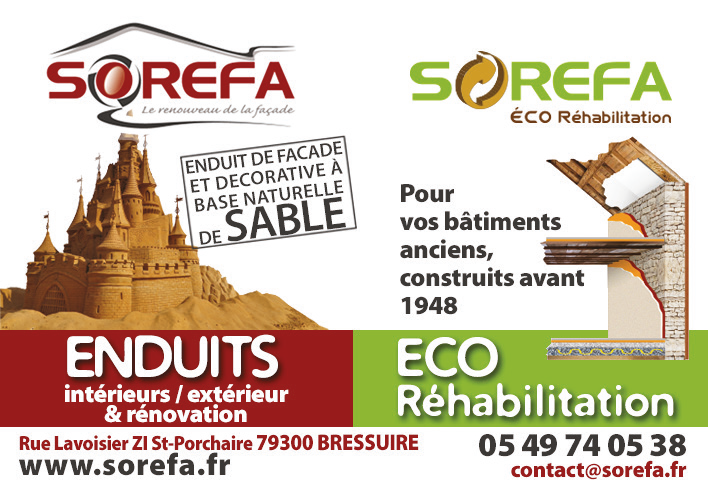 SOREFA
Le renouveau de la façade
ENDUIT DE FACADE
ET DECORATIVE À
BASE NATURELLE
DE SABLE
ENDUITS
intérieurs / extérieur
& rénovation
SOREFA
ÉCO Réhabilitation
Pour
vos bâtiments
anciens,
construits avant
1948
ECO
Réhabilitation
Rue Lavoisier ZI St-Porchaire 79300 BRESSUIRE
www.sorefa.fr
05 49 74 05 38
contact@sorefa.fr